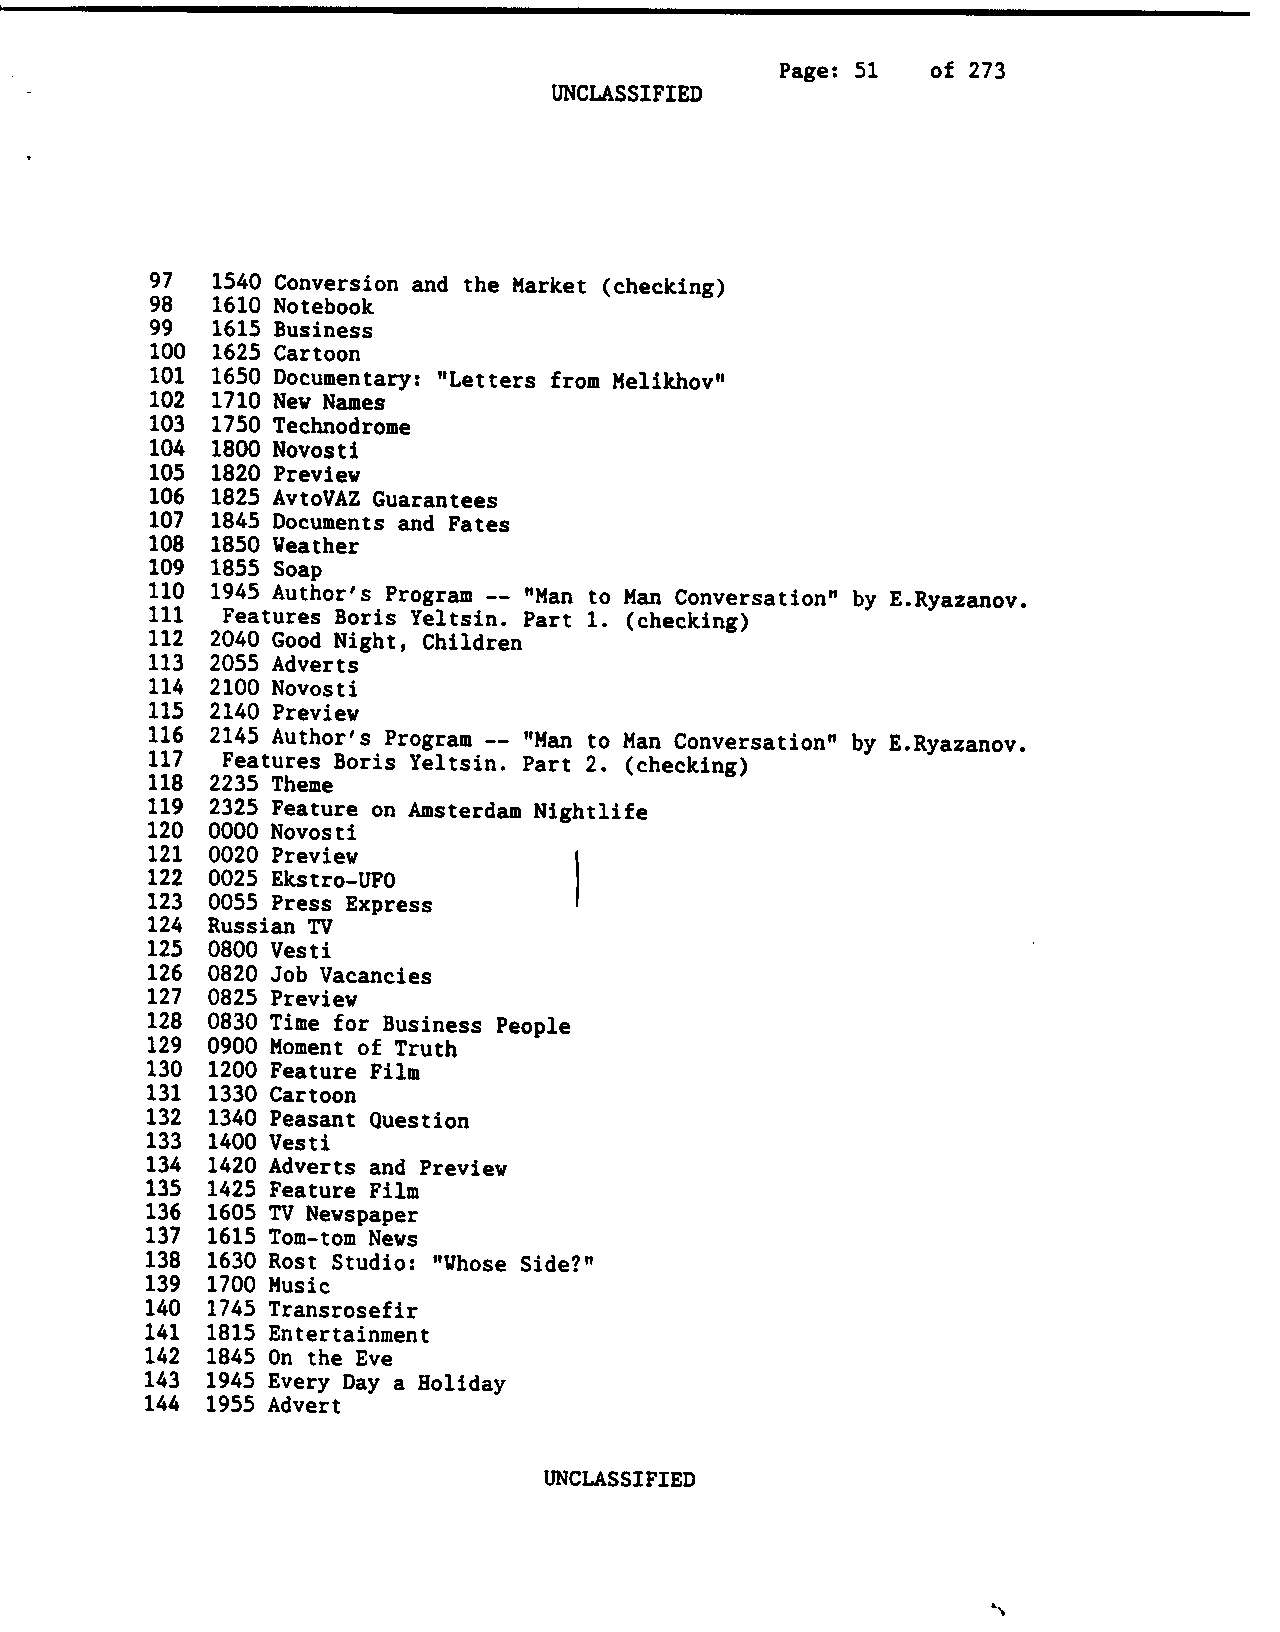 Page: 51 of 273
UNCLASSIFIED
97 1540 Conversion and the Market (checking)
98 1610 Notebook
99 1615 Business
100 1625 Cartoon
101 1650 Documentary: "Letters from Melikhov"
102 1710 New Names
103 1750 Technodrome
104 1800 Novosti
105 1820 Preview
106 1825 AvtoVAZ Guarantees
107 1845 Documents and Fates
108 1850 Weather
109 1855 Soap
110 1945 Author's Program -- "Man to Man Conversation" by E.Ryazanov.
111 Features Boris Yeltsin. Part 1. (checking)
112 2040 Good Night, Children
113 2055 Adverts
114 2100 Novosti
115 2140 Preview
116 2145 Author's Program -- "Man to Man Conversation" by E.Ryazanov.
117 Features Boris Yeltsin. Part 2. (checking)
118 2235 Theme
119 2325 Feature on Amsterdam Nightlife
120 0000 Novosti
121 0020 Preview
122 0025 Ekstro-UFO
123 0055 Press Express
124 Russian TV
125 0800 Vesti
126 0820 Job Vacancies
127 0825 Preview
128 0830 Time for Business People
129 0900 Moment of Truth
130 1200 Feature Film
131 1330 Cartoon
132 1340 Peasant Question
133 1400 Vesti
134 1420 Adverts and Preview
135 1425 Feature Film
136 1605 TV Newspaper
137 1615 Tom-tom News
138 1630 Rost Studio: "Whose Side?"
139 1700 Music
140 1745 Transrosefir
141 1815 Entertainment
142 1845 On the Eve
143 1945 Every Day a Holiday
144 1955 Advert
UNCLASSIFIED